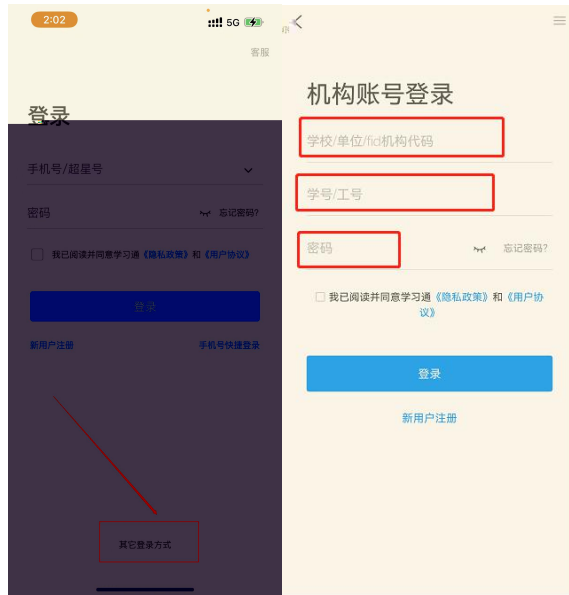 2:02
5G
客服
登录
手机号/超星号
密码
忘记密码?
我已阅读并同意学习通《隐私政策》和《用户协议》
登录
新用户注册
手机号快捷登录
其它登录方式
机构账号登录
学校/单位/fid机构代码
学号/工号
密码
忘记密码?
我已阅读并同意学习通《隐私政策》和《用户协
议》
登录
新用户注册